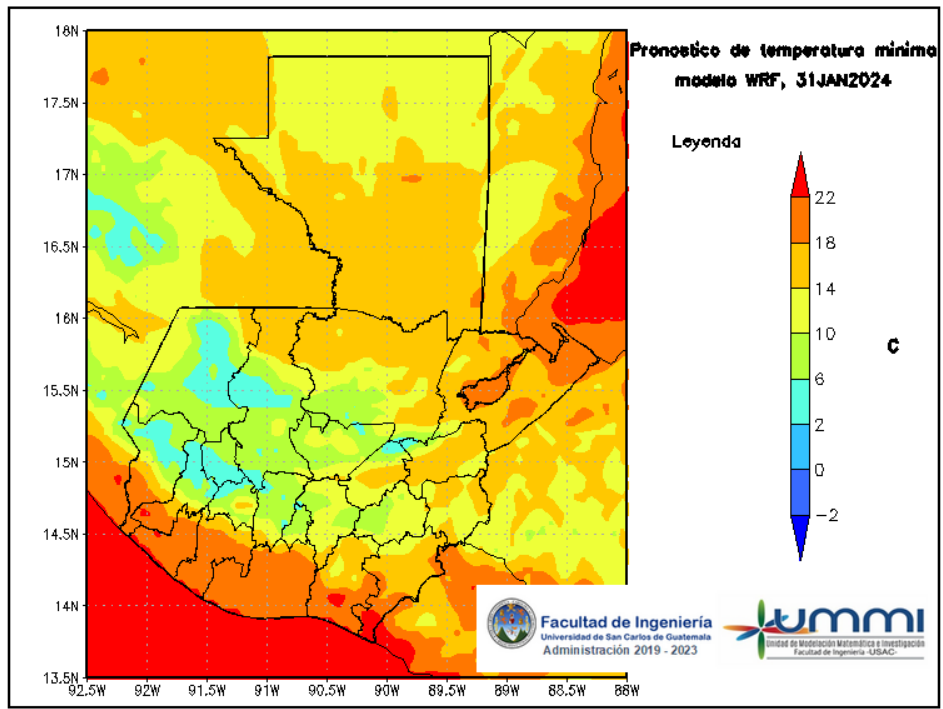 Pronostico de temperatura minima
modelo WRF, 31JAN2024
Leyenda
22
18
14
10
6
2
0
−2
C
18N
17.5N
17N
16.5N
16N
15.5N
15N
14.5N
14N
13.5N
92.5W
92W
91.5W
91W
90.5W
90W
89.5W
89W
88.5W
88W
Facultad de Ingeniería
Universidad de San Carlos de Guatemala
Administración 2019 - 2023
ummi
Unidad de Modelación Matemática e Investigación
Facultad de Ingeniería -USAC-